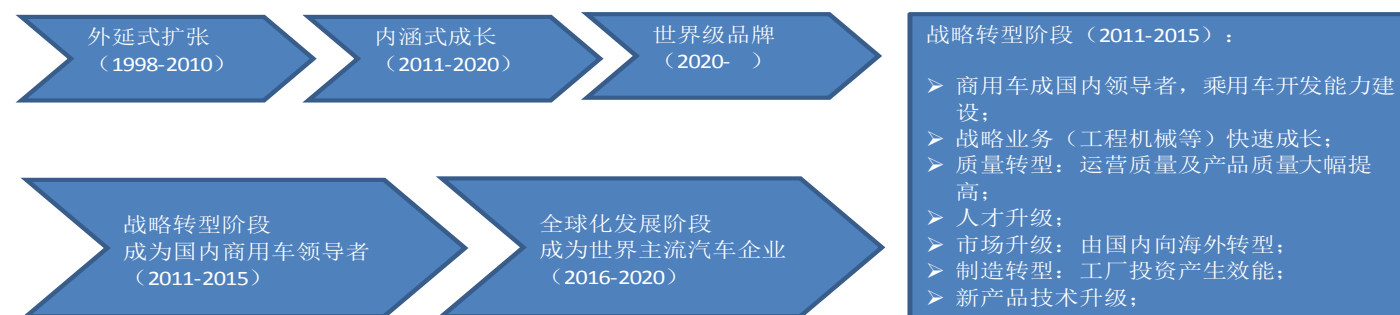 外延式扩张
（1998-2010）
内涵式成长
（2011-2020）
世界级品牌
（2020-   ）
战略转型阶段
成为国内商用车领导者
（2011-2015）
全球化发展阶段
成为世界主流汽车企业
（2016-2020）
战略转型阶段（2011-2015）：
➢ 商用车成国内领导者，乘用车开发能力建
设；
➢ 战略业务（工程机械等）快速成长；
➢ 质量转型：运营质量及产品质量大幅提
高；
➢ 人才升级；
➢ 市场升级：由国内向海外转型；
➢ 制造转型：工厂投资产生效能；
➢ 新产品技术升级；